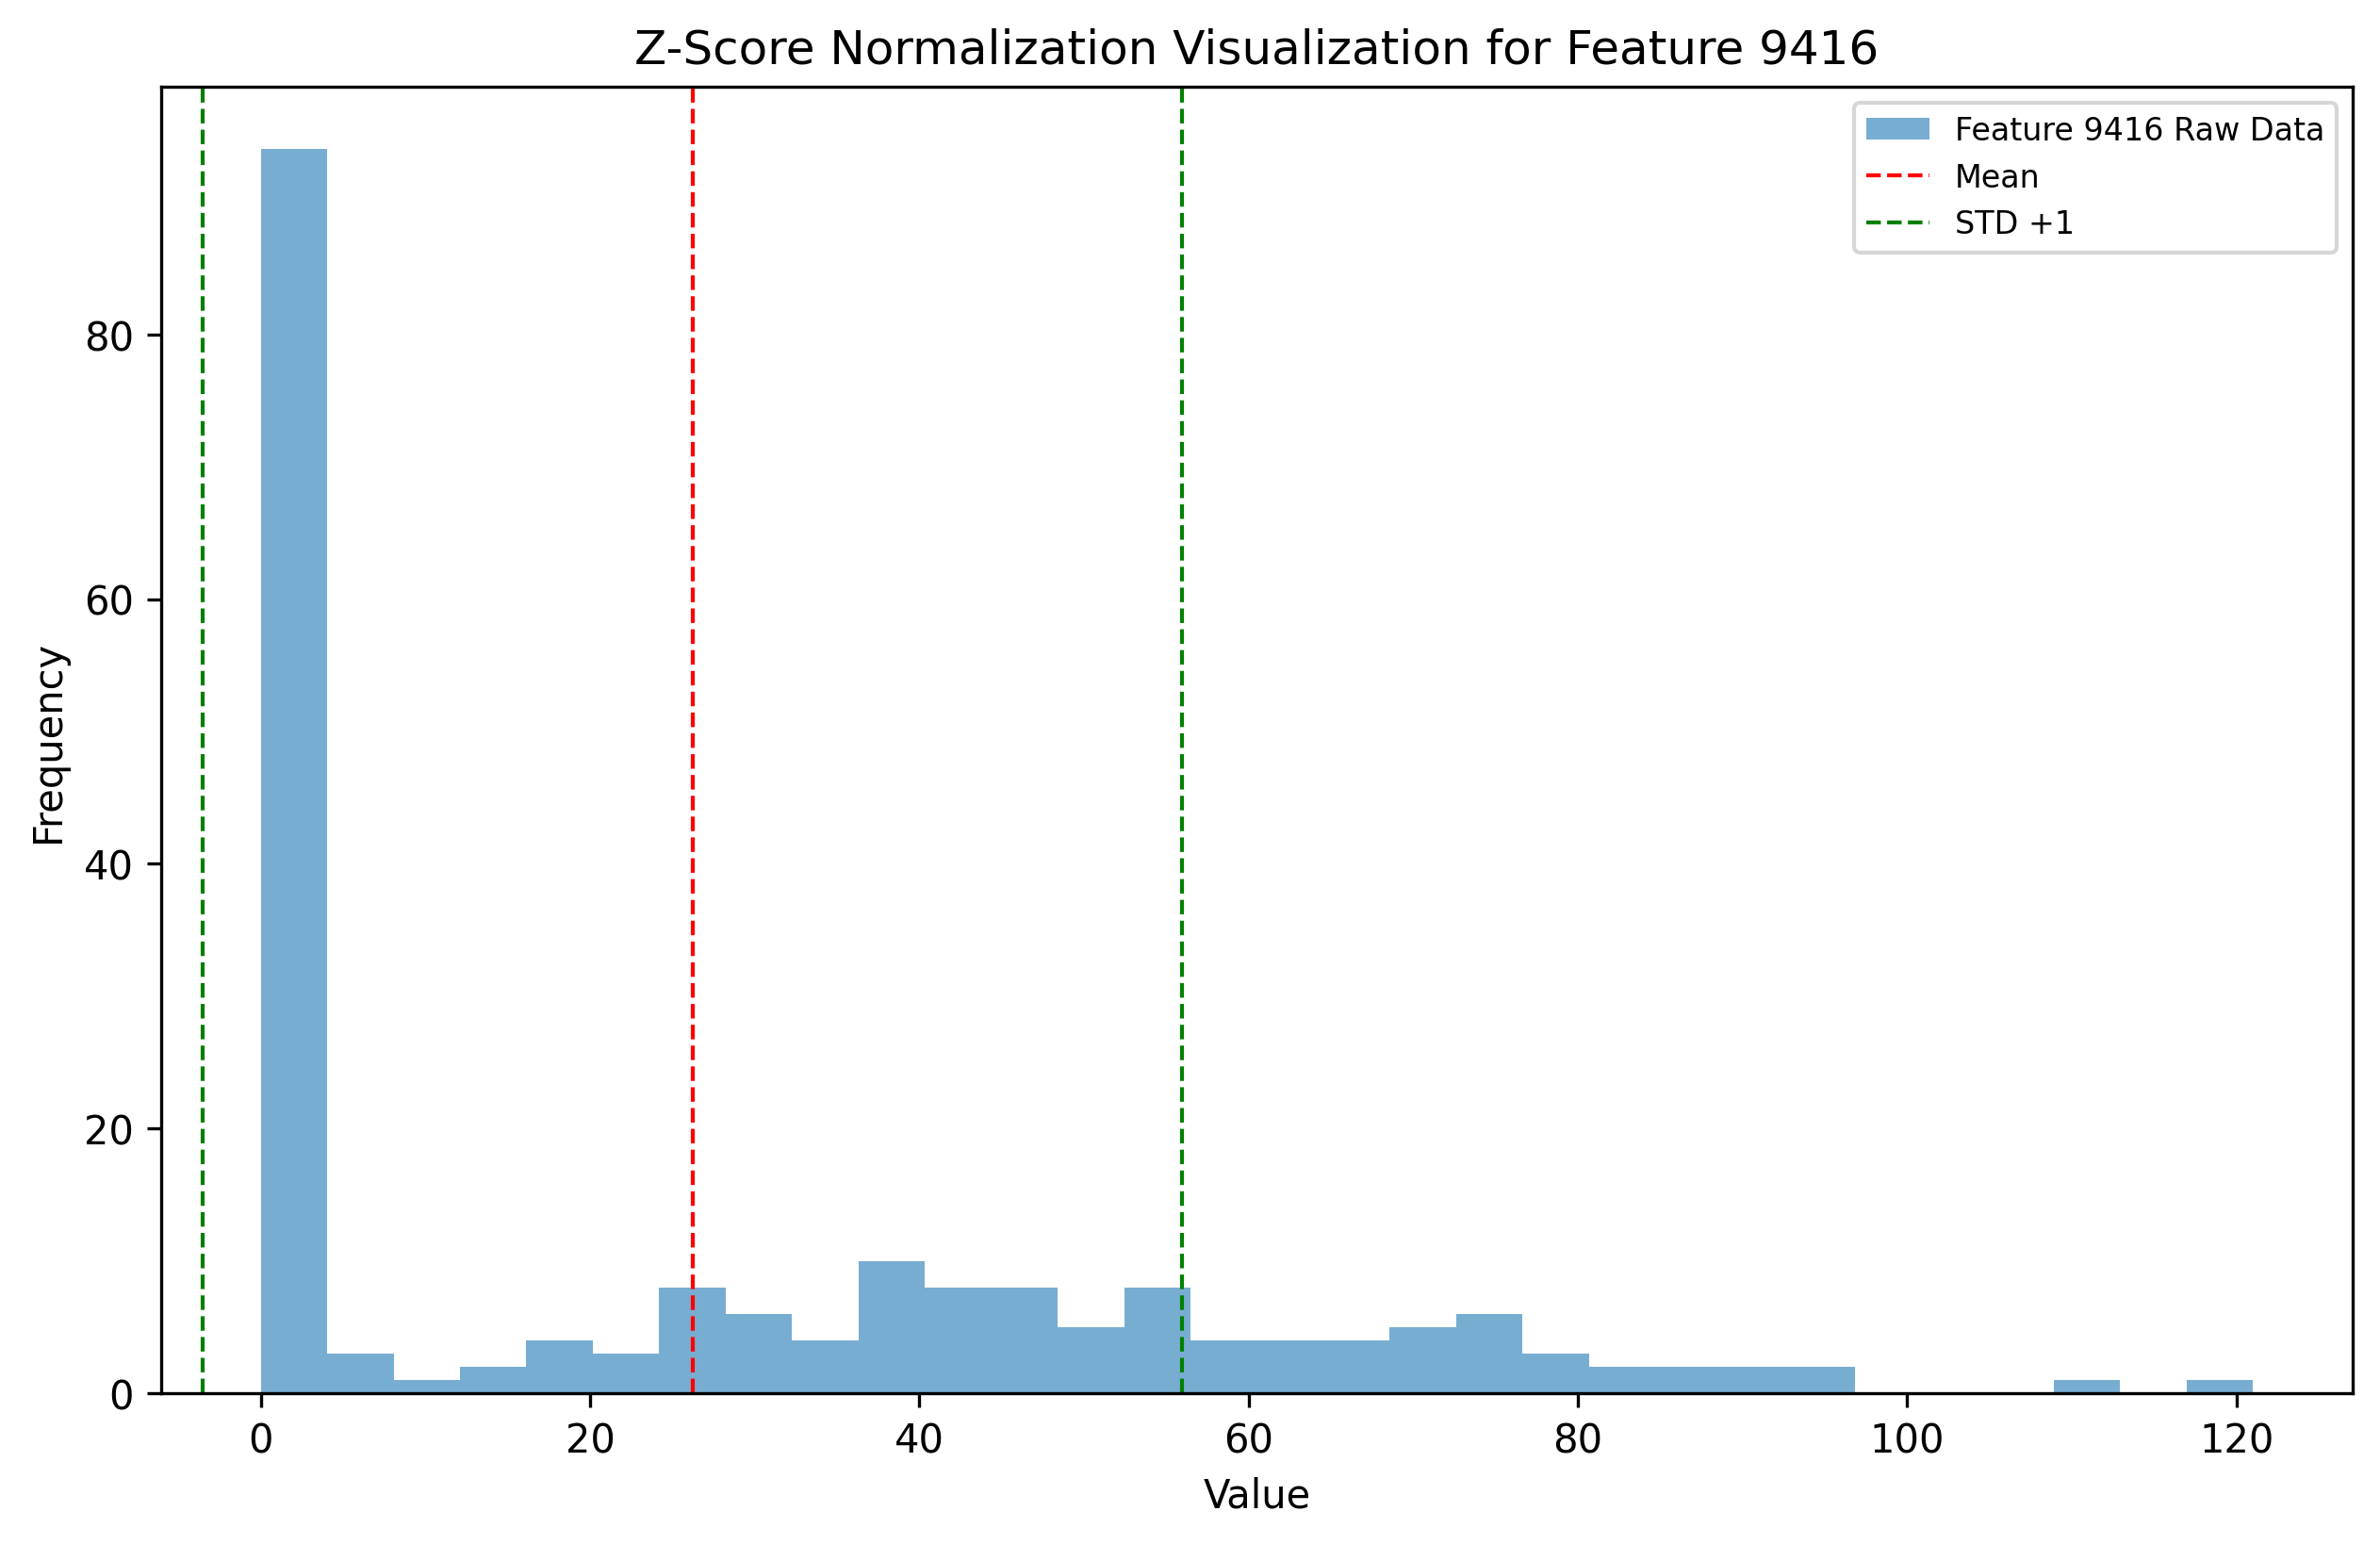 Z-Score Normalization Visualization for Feature 9416
Feature 9416 Raw Data
Mean
STD +1
80
60
40
20
0
Frequency
0 20 40 60 80 100 120
Value